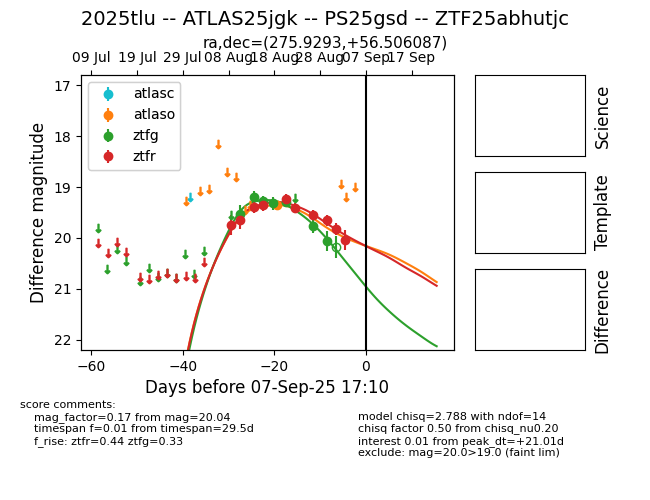 2025tlu -- ATLAS25jgk -- PS25gsd -- ZTF25abhutjc
ra,dec=(275.9293,+56.506087)
09 Jul 19 Jul 29 Jul 08 Aug 18 Aug 28 Aug 07 Sep 17 Sep
atlasc
atlaso
ztfg
ztfr
17
18
19
20
21
22
Difference magnitude
−60 −40 −20 0
Days before 07-Sep-25 17:10
Science
Template
Difference
score comments:
mag_factor=0.17 from mag=20.04
timespan f=0.01 from timespan=29.5d
f_rise: ztfr=0.44 ztfg=0.33
model chisq=2.788 with ndof=14
chisq factor 0.50 from chisq_nu0.20
interest 0.01 from peak_dt=+21.01d
exclude: mag=20.0>19.0 (faint lim)